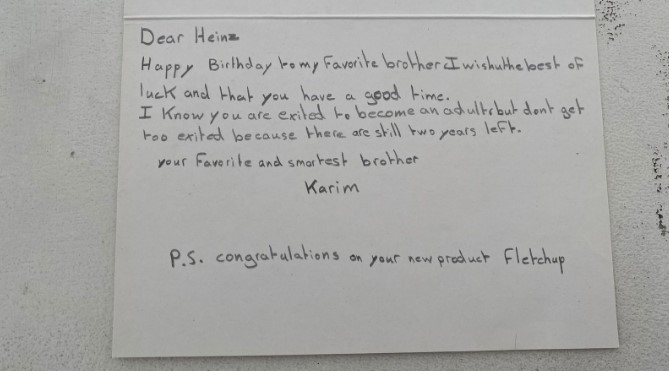 Dear Heinz
Happy Birthday to my Favorite brother I wish u the best of
luck and that you have a good time.
I Know you are exited to become an adult but dont get
too exited because there are still two years left.
your Favorite and smartest brother
Karim
P.S. congratulations on your new product Fletchup